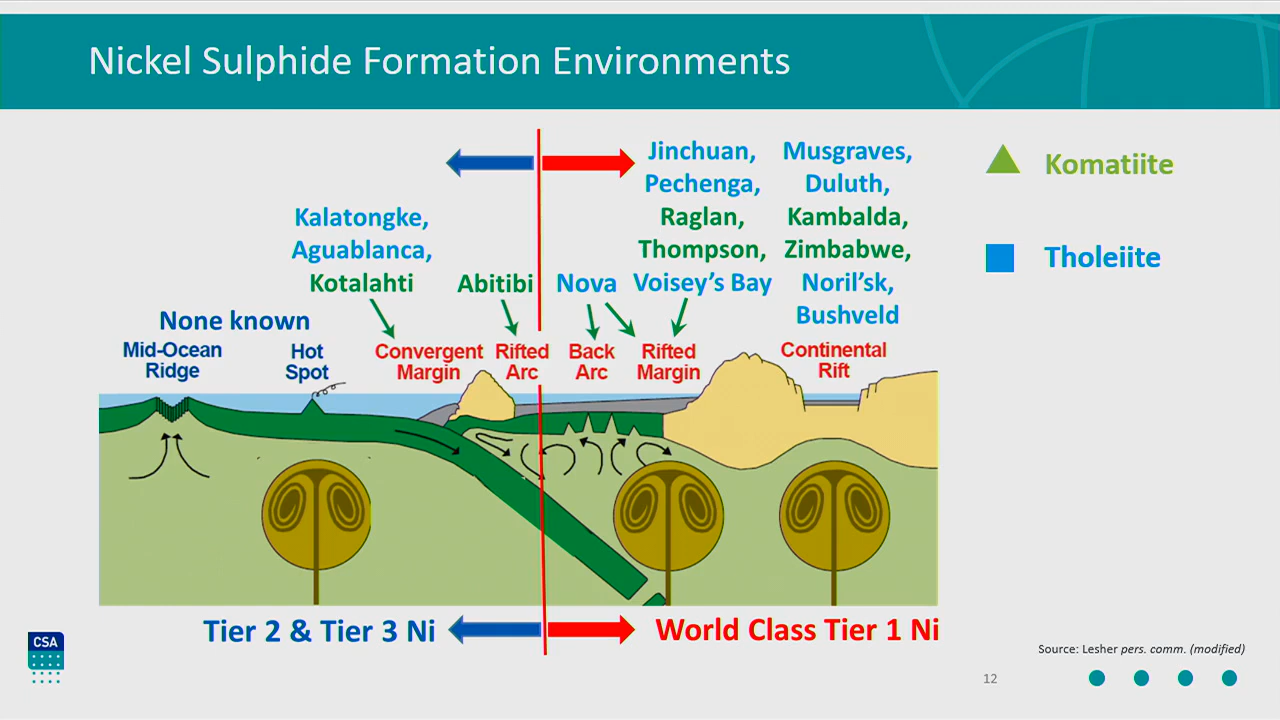 Nickel Sulphide Formation Environments
Kalatongke,
Aguablanca,
Kotalahti
Abitibi
Nova
Jinchuan,
Pechenga,
Raglan,
Thompson,
Voisey's Bay
Musgraves,
Duluth,
Kambalda,
Zimbabwe,
Noril'sk,
Bushveld
Komatiite
Tholeiite
None known
Mid-Ocean
Ridge
Hot
Spot
Convergent
Margin
Rifted
Arc
Back
Arc
Rifted
Margin
Continental
Rift
Tier 2 & Tier 3 Ni
World Class Tier 1 Ni
CSA
Source: Lesher pers. comm. (modified)
12